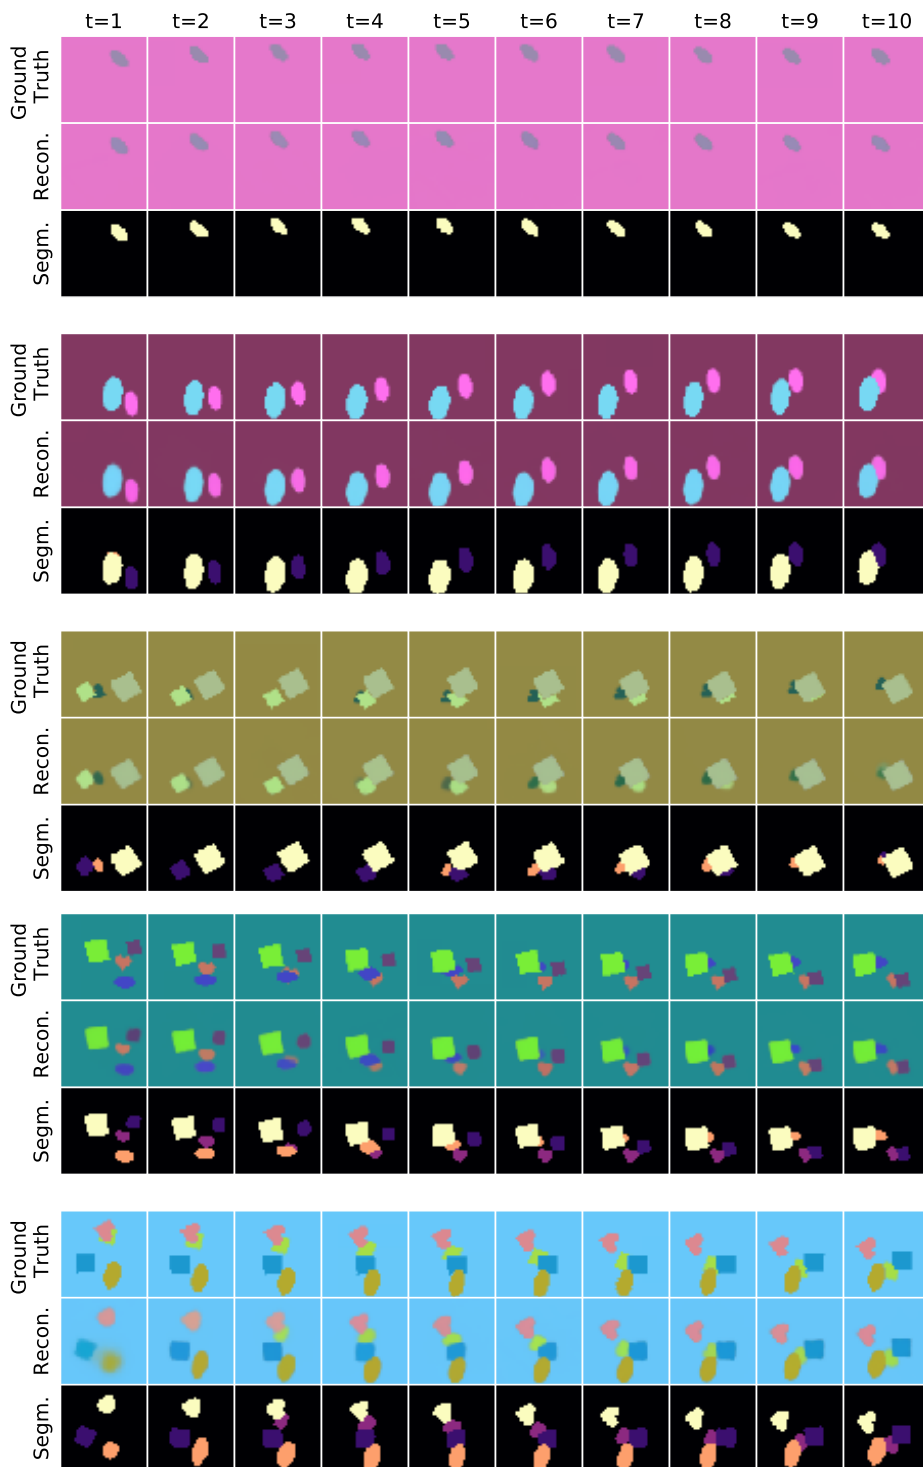 t=1 t=2 t=3 t=4 t=5 t=6 t=7 t=8 t=9 t=10
Ground
Truth
Recon.
Segm.
Ground
Truth
Recon.
Segm.
Ground
Truth
Recon.
Segm.
Ground
Truth
Recon.
Segm.
Ground
Truth
Recon.
Segm.